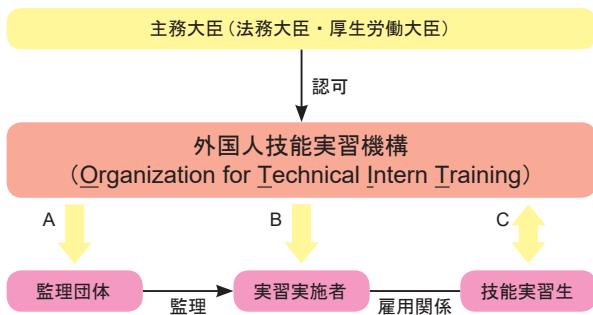 主務大臣（法務大臣・厚生労働大臣）
認可
外国人技能実習機構
（Organization for Technical Intern Training）
A
B
C
監理団体
監理
実習実施者
雇用関係
技能実習生